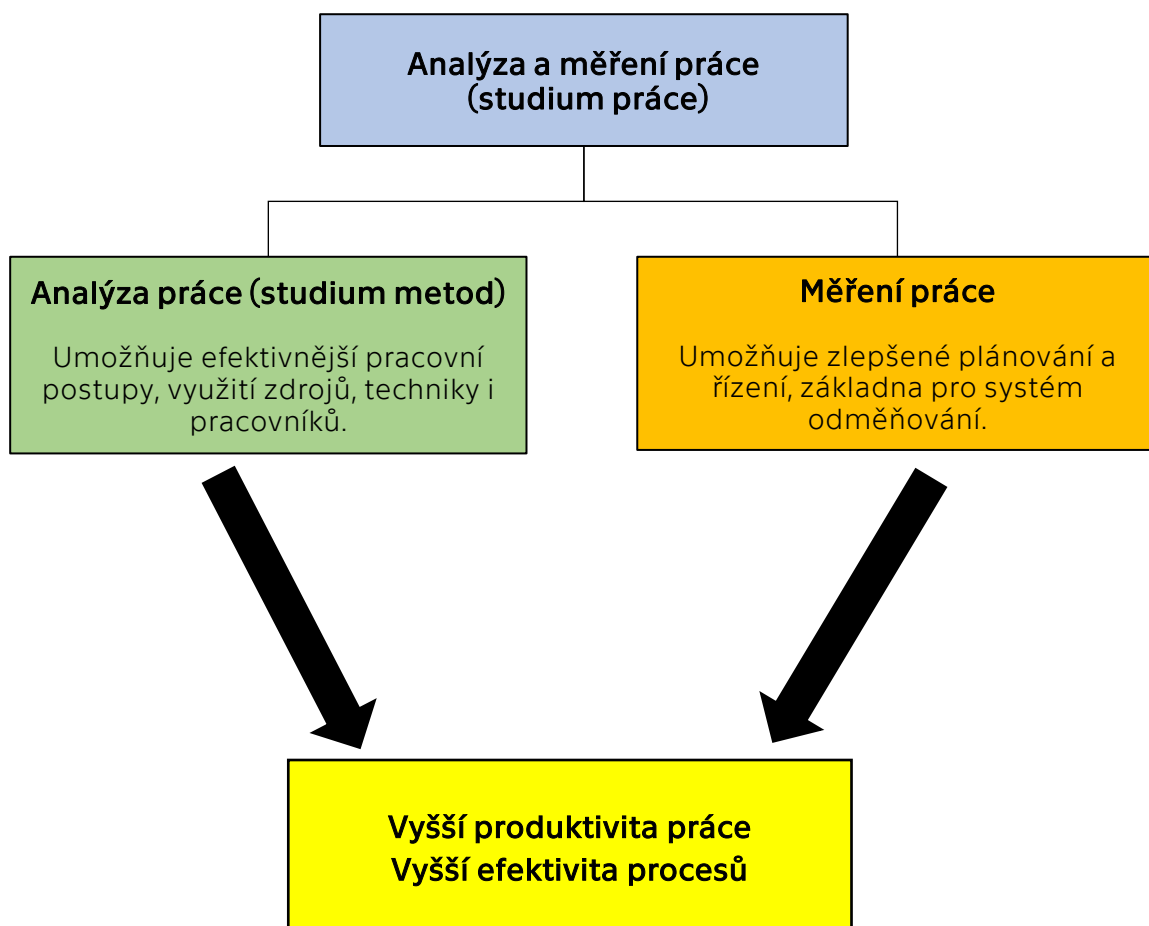 Analýza a měření práce
(studium práce)
Analýza práce (studium metod)
Umožňuje efektivnější pracovní
postupy, využití zdrojů, techniky i
pracovníků.
Měření práce
Umožňuje zlepšené plánování a
řízení, základna pro systém
odměňování.
Vyšší produktivita práce
Vyšší efektivita procesů